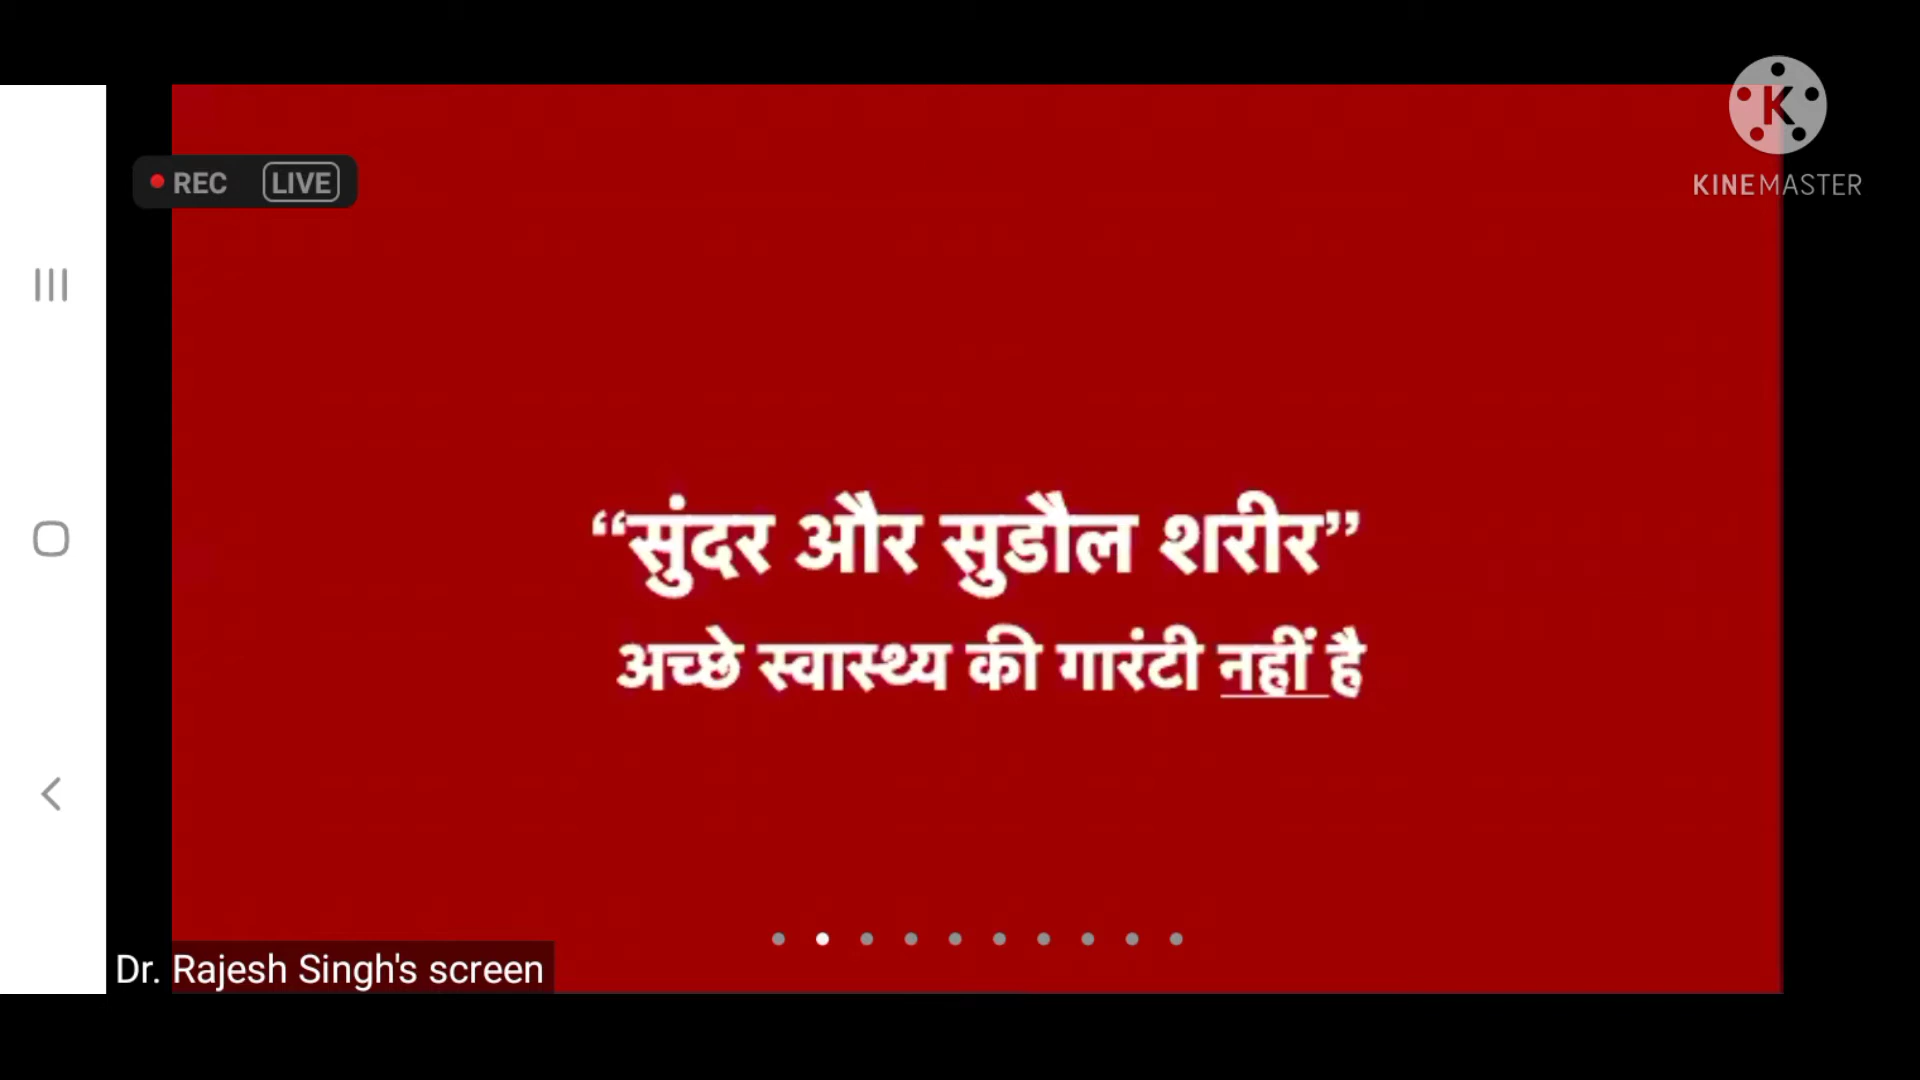 REC LIVE
KINEMASTER
“सुंदर और सुडौल शरीर”
अच्छे स्वास्थ्य की गारंटी नहीं है
Dr. Rajesh Singh's screen